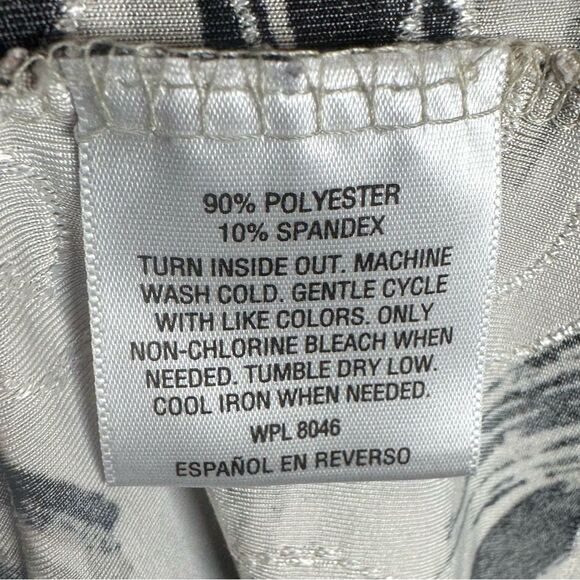 90% POLYESTER
10% SPANDEX
TURN INSIDE OUT. MACHINE
WASH COLD. GENTLE CYCLE
WITH LIKE COLORS. ONLY
NON-CHLORINE BLEACH WHEN
NEEDED. TUMBLE DRY LOW.
COOL IRON WHEN NEEDED.
WPL 8046
ESPAÑOL EN REVERSO